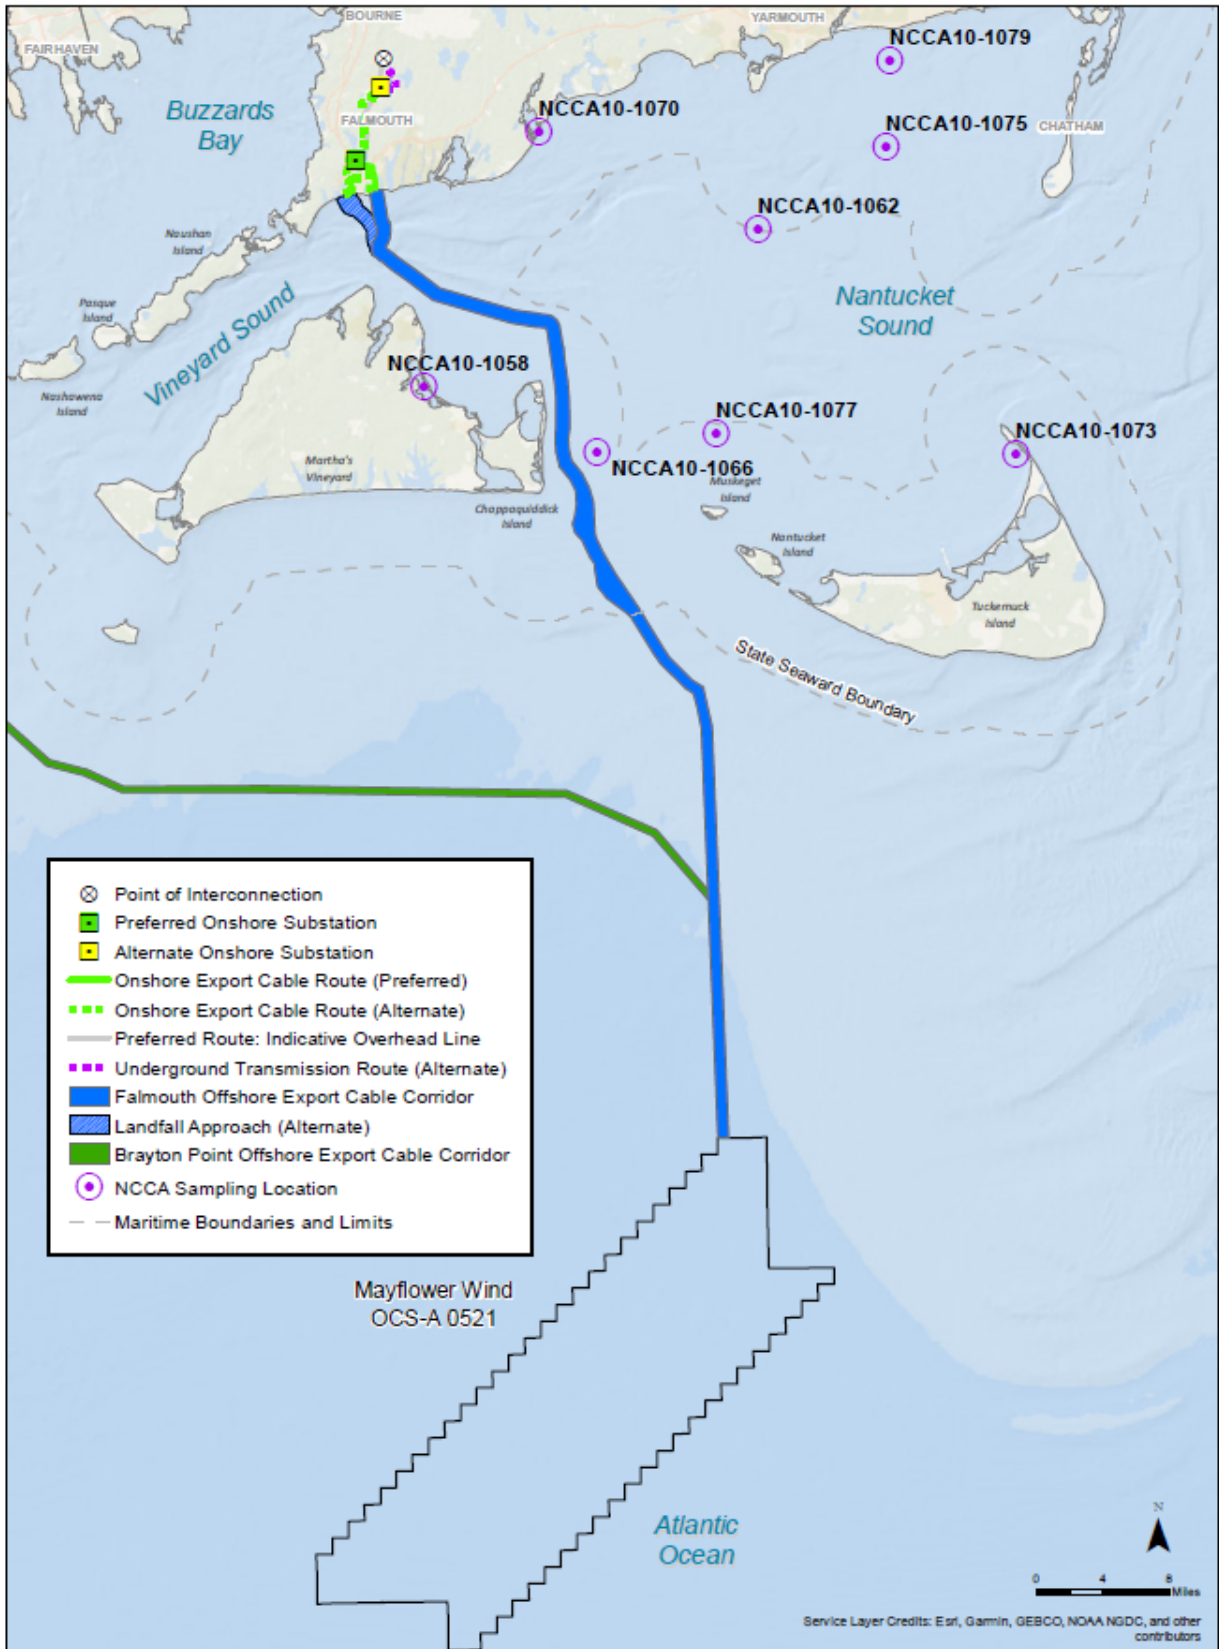 BOURNE
YARMOUTH
FAIRHAVEN
NCCA10-1079
Buzzards
Bay
NCCA10-1070
FALMOUTH
NCCA10-1075
CHATHAM
NCCA10-1062
Naushan
Island
Nantucket
Sound
Pasque
Island
Vineyard Sound
NCCA10-1058
Nashawena
Island
NCCA10-1077
NCCA10-1073
Martha's
Vineyard
NCCA10-1066
Muskeget
Island
Chappaquiddick
Island
Nantucket
Island
Tuckernuck
Island
State Seaward Boundary
Point of Interconnection
Preferred Onshore Substation
Alternate Onshore Substation
Onshore Export Cable Route (Preferred)
Onshore Export Cable Route (Alternate)
Preferred Route: Indicative Overhead Line
Underground Transmission Route (Alternate)
Falmouth Offshore Export Cable Corridor
Landfall Approach (Alternate)
Brayton Point Offshore Export Cable Corridor
NCCA Sampling Location
Maritime Boundaries and Limits
Mayflower Wind
OCS-A 0521
Atlantic
Ocean
N
0 4 8
Miles
Service Layer Credits: Esri, Garmin, GEBCO, NOAA NGDC, and other
contributors